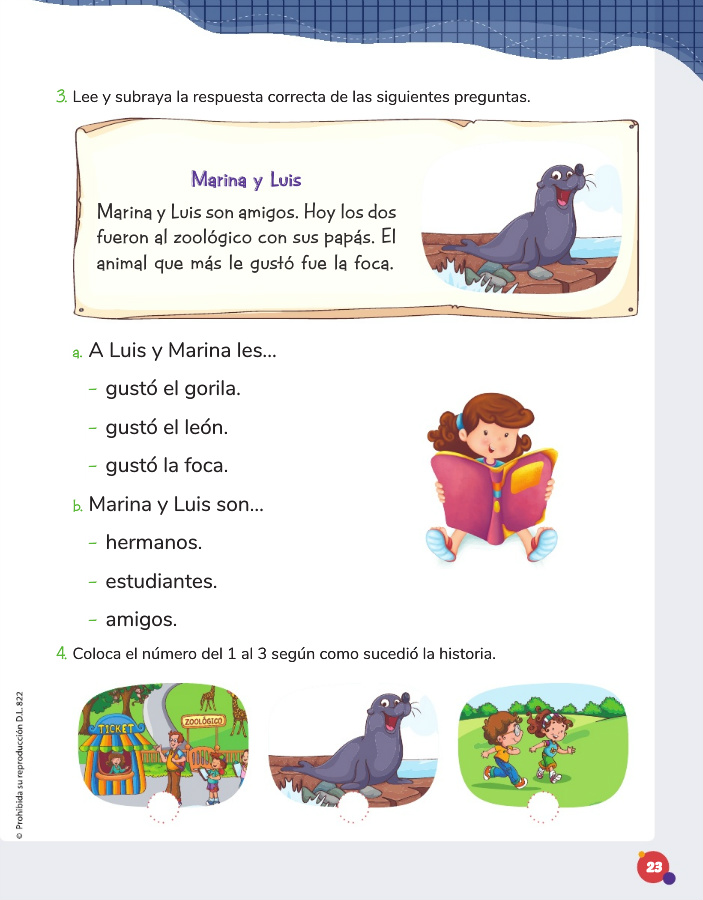 3. Lee y subraya la respuesta correcta de las siguientes preguntas.
Marina y Luis
Marina y Luis son amigos. Hoy los dos
fueron al zoológico con sus papás. El
animal que más le gustó fue la foca.
a. A Luis y Marina les...
– gustó el gorila.
– gustó el león.
– gustó la foca.
b. Marina y Luis son...
– hermanos.
– estudiantes.
– amigos.
4. Coloca el número del 1 al 3 según como sucedió la historia.
TICKET
ZOOLÓGICO
© Prohibida su reproducción D.L. 822
23